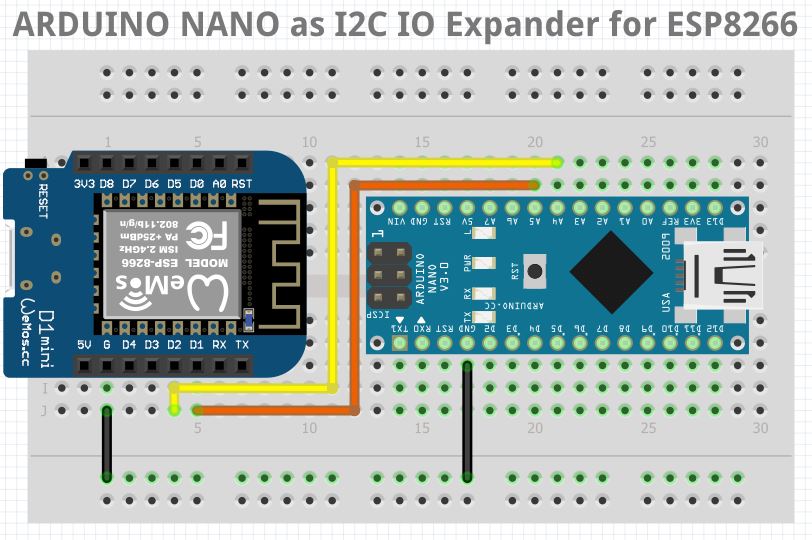 ARDUINO NANO as I2C IO Expander for ESP8266
1 5 10 15 20 25 30
3V3 D8 D7 D6 D5 D0 A0 RST
RESET
FC
802.11b/g/n
PA +25dBm
ISM 2.4GHz
MODEL ESP-8266
WeMos
D1 mini
WeMos.cc
5V G D4 D3 D2 D1 RX TX
VIN GND RST 5V A7 A6 A5 A4 A3 A2 A1 A0 REF 3V3 D13
1
L
PWR
RX
TX
ARDUINO
NANO
V3.0
RST
ARDUINO.CC
ICSP
USA
TX1 RX0 RST GND D2 D3 D4 D5 D6 D7 D8 D9 D10 D11 D12
I
J
5 10 15 20 25 30